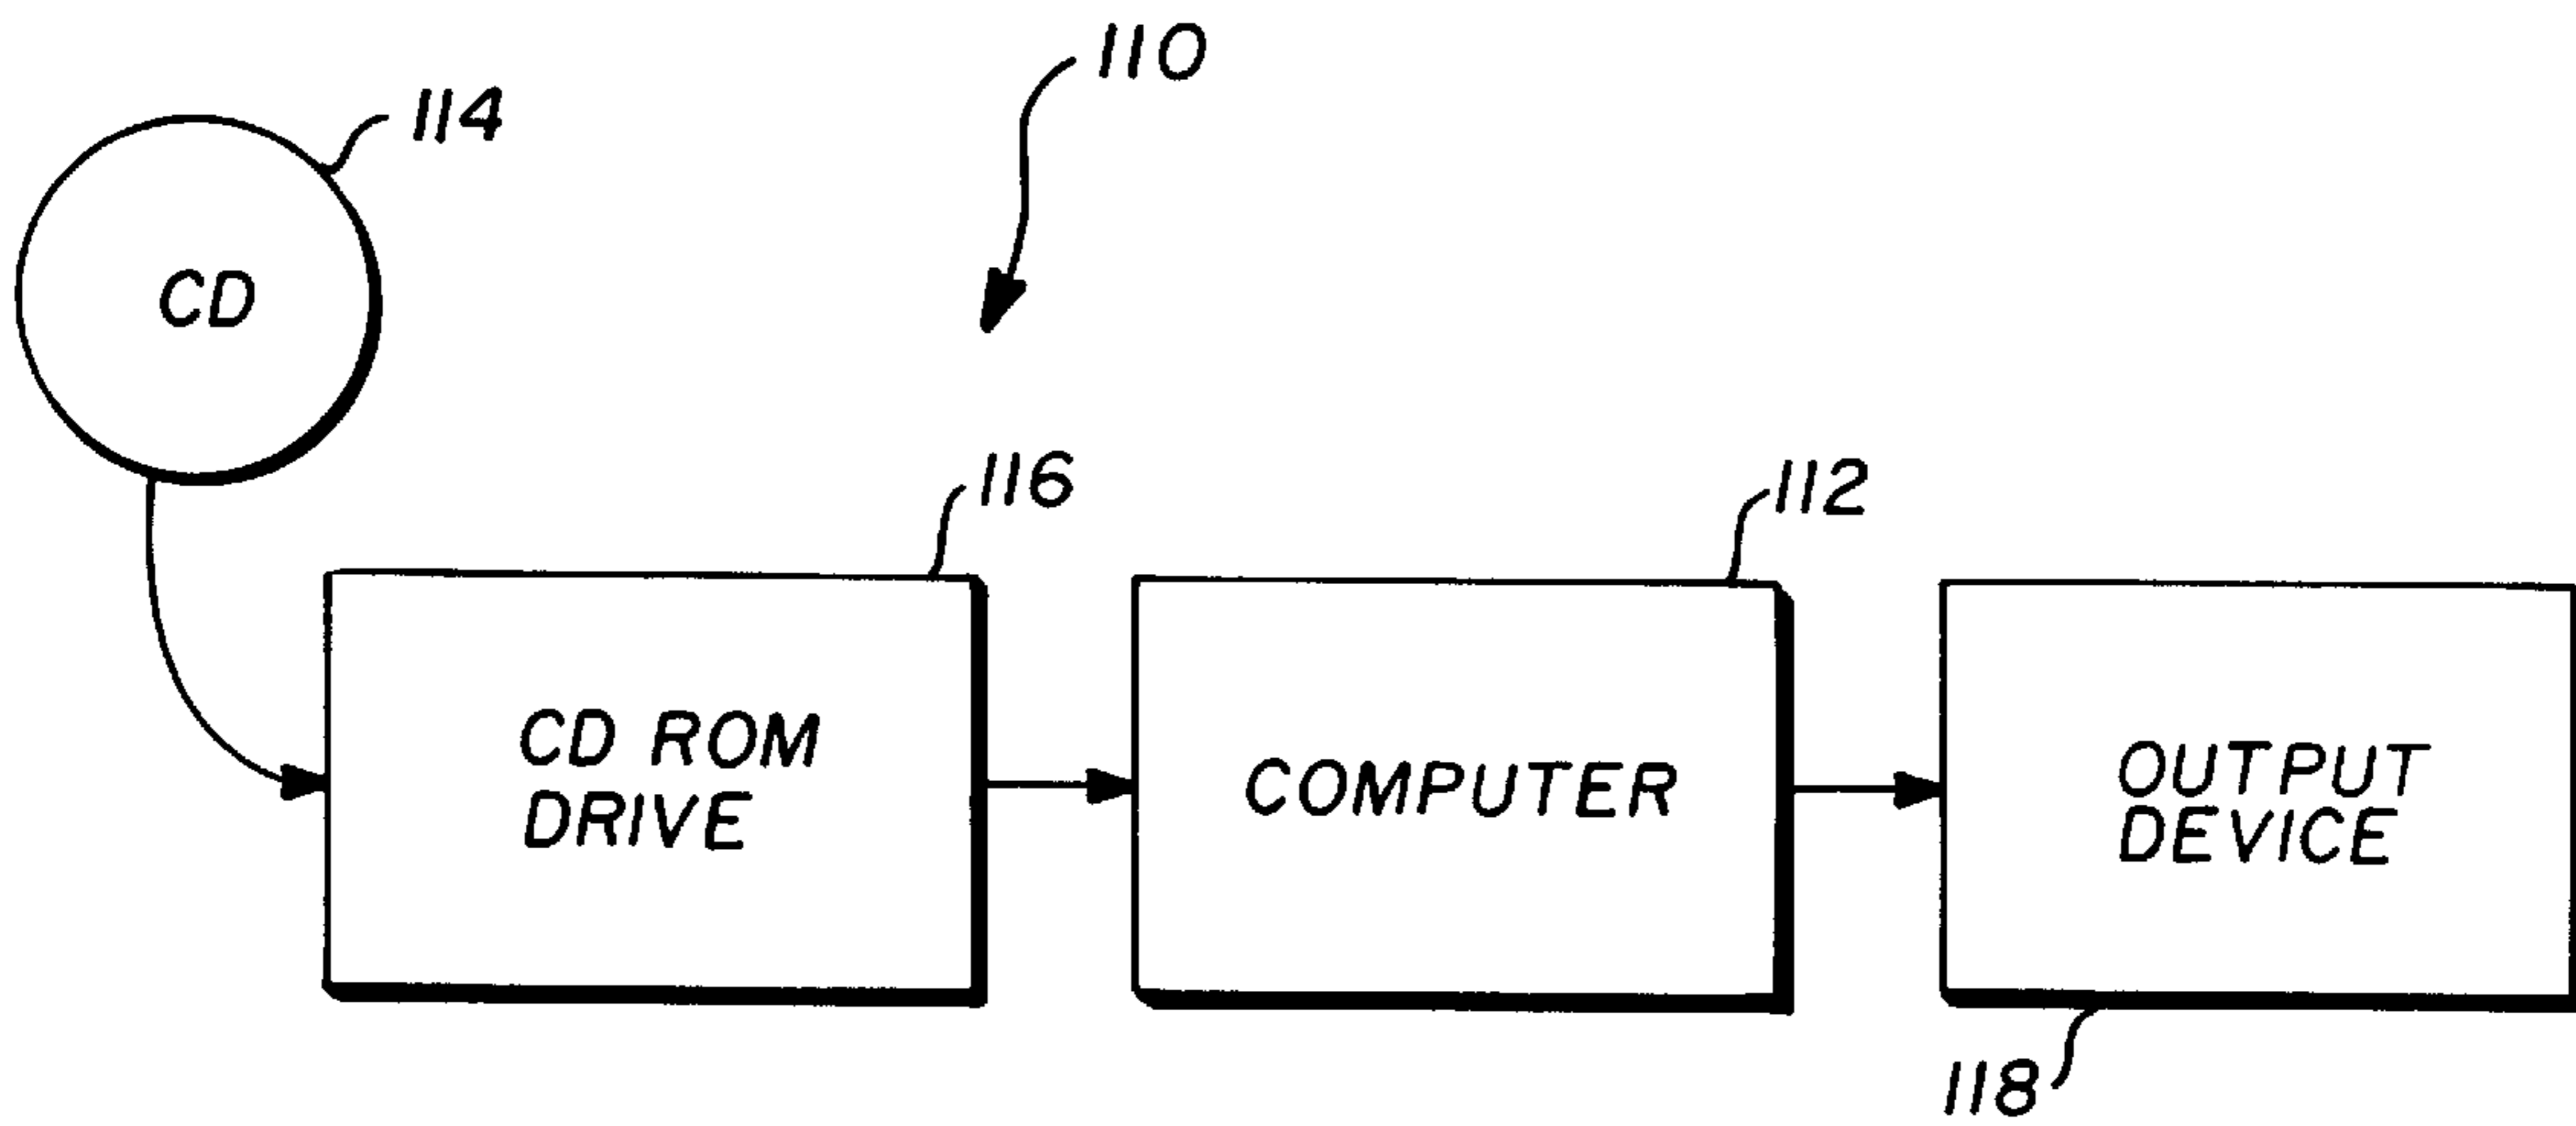 110
114
CD
116
112
CD ROM
DRIVE
COMPUTER
OUTPUT
DEVICE
118